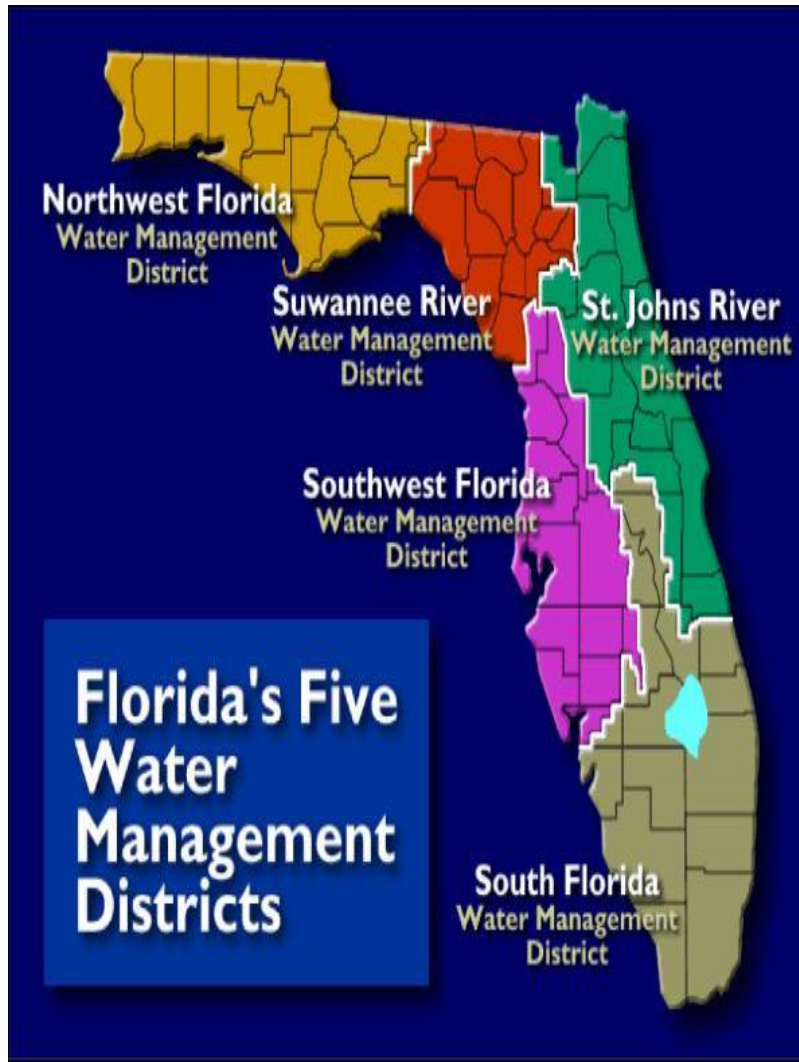 Northwest Florida
Water Management
District
Suwannee River
Water Management
District
St. Johns River
Water Management
District
Southwest Florida
Water Management
District
Florida's Five
Water
Management
Districts
South Florida
Water Management
District